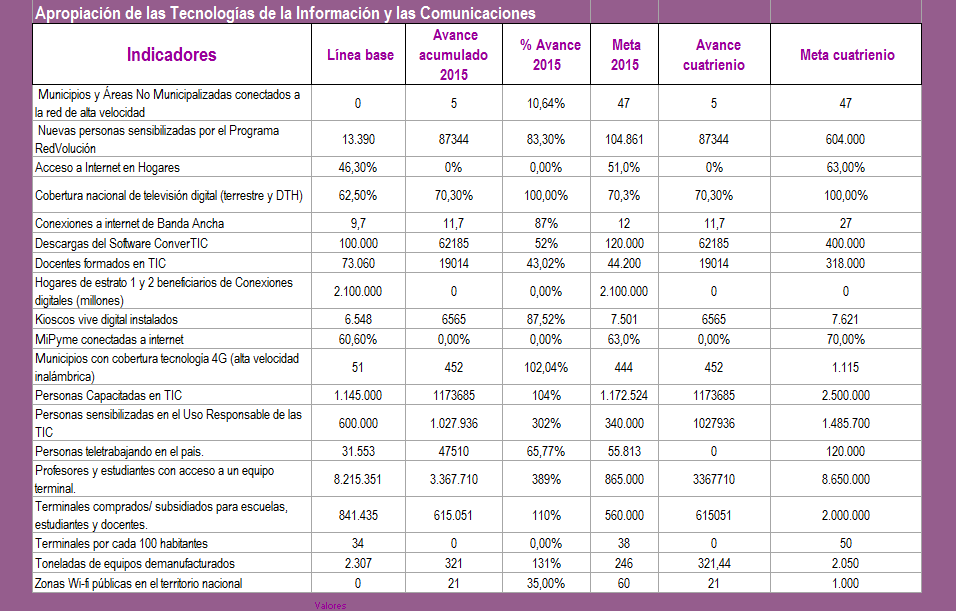 Apropiación de las Tecnologías de la Información y las Comunicaciones
Indicadores Línea base Avance acumulado 2015 % Avance 2015 Meta 2015 Avance cuatrienio Meta cuatrienio
Municipios y Áreas No Municipalizadas conectados a
la red de alta velocidad 0 5 10,64% 47 5 47
Nuevas personas sensibilizadas por el Programa
RedVolución 13.390 87344 83,30% 104.861 87344 604.000
Acceso a Internet en Hogares 46,30% 0% 0,00% 51,0% 0% 63,00%
Cobertura nacional de televisión digital (terrestre y DTH) 62,50% 70,30% 100,00% 70,3% 70,30% 100,00%
Conexiones a internet de Banda Ancha 9,7 11,7 87% 12 11,7 27
Descargas del Software ConverTIC 100.000 62185 52% 120.000 62185 400.000
Docentes formados en TIC 73.060 19014 43,02% 44.200 19014 318.000
Hogares de estrato 1 y 2 beneficiarios de Conexiones
digitales (millones) 2.100.000 0 0,00% 2.100.000 0 0
Kioscos vive digital instalados 6.548 6565 87,52% 7.501 6565 7.621
MiPyme conectadas a internet 60,60% 0,00% 0,00% 63,0% 0,00% 70,00%
Municipios con cobertura tecnología 4G (alta velocidad
inalámbrica) 51 452 102,04% 444 452 1.115
Personas Capacitadas en TIC 1.145.000 1173685 104% 1.172.524 1173685 2.500.000
Personas sensibilizadas en el Uso Responsable de las
TIC 600.000 1.027.936 302% 340.000 1027936 1.485.700
Personas teletrabajando en el país. 31.553 47510 65,77% 55.813 0 120.000
Profesores y estudiantes con acceso a un equipo
terminal. 8.215.351 3.367.710 389% 865.000 3367710 8.650.000
Terminales comprados/ subsidiados para escuelas,
estudiantes y docentes. 841.435 615.051 110% 560.000 615051 2.000.000
Terminales por cada 100 habitantes 34 0 0,00% 38 0 50
Toneladas de equipos demanufacturados 2.307 321 131% 246 321,44 2.050
Zonas Wi-fi públicas en el territorio nacional 0 21 35,00% 60 21 1.000
Valores